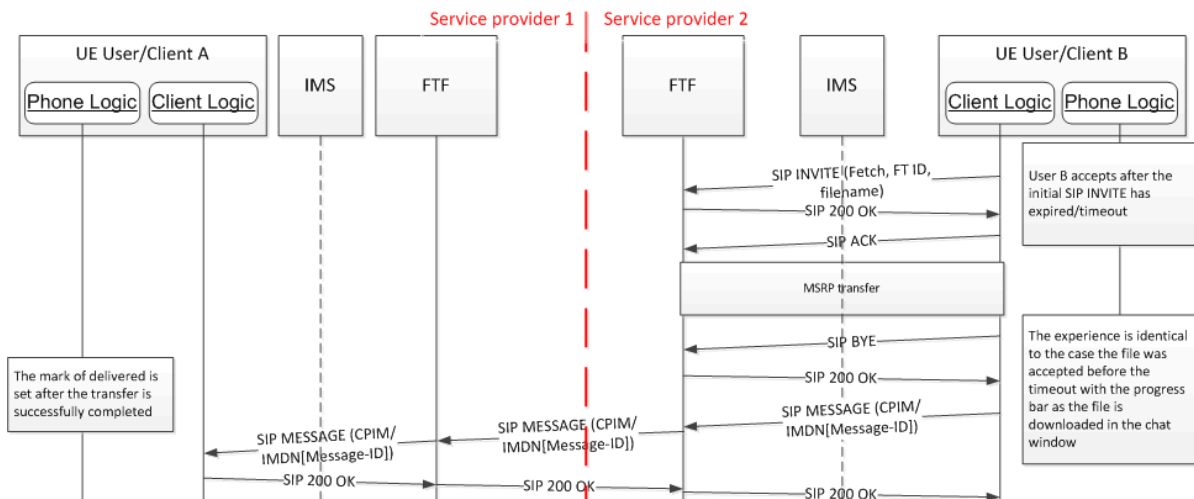 Service provider 1
Service provider 2
UE User/Client A
Phone Logic
Client Logic
IMS
FTF
FTF
IMS
UE User/Client B
Client Logic
Phone Logic
SIP INVITE (Fetch, FT ID,
filename)
User B accepts after the
initial SIP INVITE has
expired/timeout
SIP 200 OK
SIP ACK
MSRP transfer
SIP BYE
The experience is identical
to the case the file was
accepted before the
timeout with the progress
bar as the file is
downloaded in the chat
window
The mark of delivered is
set after the transfer is
successfully completed
SIP 200 OK
SIP MESSAGE (CPIM/
IMDN[Message-ID])
SIP MESSAGE (CPIM/
IMDN[Message-ID])
SIP MESSAGE (CPIM/
IMDN[Message-ID])
SIP 200 OK
SIP 200 OK
SIP 200 OK